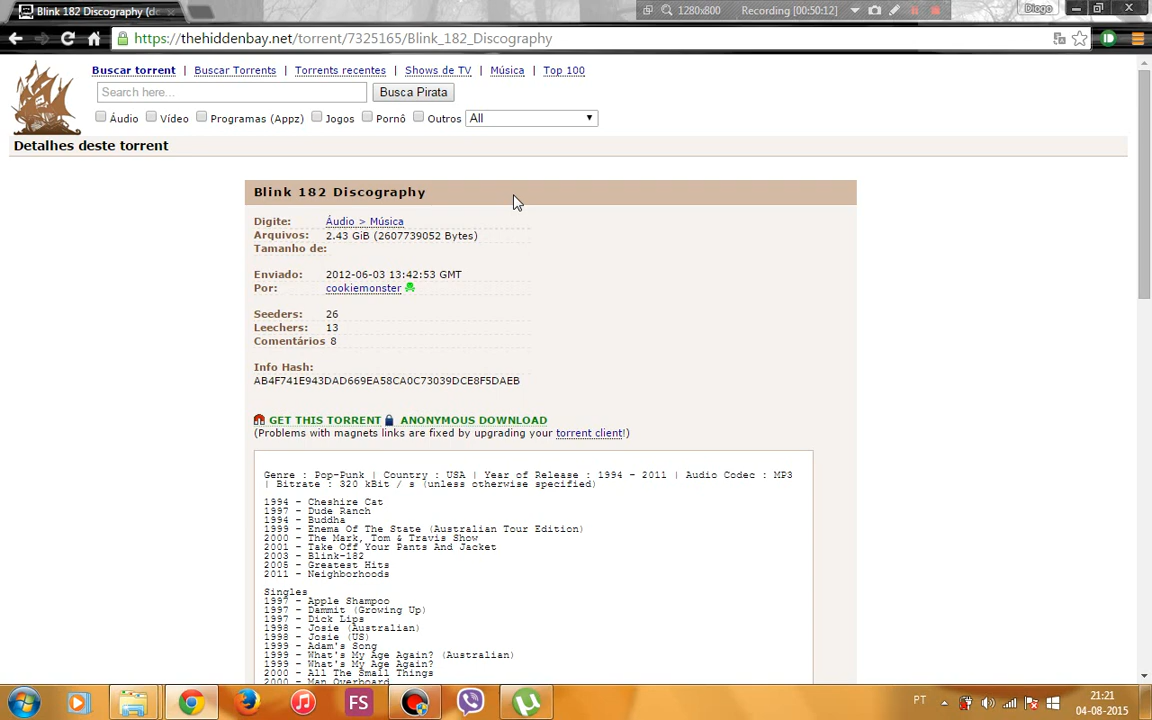 Blink 182 Discography (de
1280x800
Recording [00:50:12]
Diogo
https://thehiddenbay.net/torrent/7325165/Blink_182_Discography
Buscar torrent | Buscar Torrents | Torrents recentes | Shows de TV | Música | Top 100
Search here...
Busca Pirata
Áudio
Vídeo
Programas (Appz)
Jogos
Pornô
Outros
All
Detalhes deste torrent
Blink 182 Discography
Digite: Áudio > Música
Arquivos: 2.43 GiB (2607739052 Bytes)
Tamanho de:
Enviado: 2012-06-03 13:42:53 GMT
Por: cookiemonster
Seeders: 26
Leechers: 13
Comentários 8
Info Hash:
AB4F741E943DAD669EA58CA0C73039DCE8F5DAEB
GET THIS TORRENT ANONYMOUS DOWNLOAD
(Problems with magnets links are fixed by upgrading your torrent client!)
Genre : Pop-Punk | Country : USA | Year of Release : 1994 - 2011 | Audio Codec : MP3
| Bitrate : 320 kBit / s (unless otherwise specified)
1994 - Cheshire Cat
1997 - Dude Ranch
1994 - Buddha
1999 - Enema Of The State (Australian Tour Edition)
2000 - The Mark, Tom & Travis Show
2001 - Take Off Your Pants And Jacket
2003 - Blink-182
2005 - Greatest Hits
2011 - Neighborhoods
Singles
1997 - Apple Shampoo
1997 - Dammit (Growing Up)
1997 - Dick Lips
1998 - Josie (Australian)
1998 - Josie (US)
1999 - Adam's Song
1999 - What's My Age Again? (Australian)
1999 - What's My Age Again?
2000 - All The Small Things
2000 - Man Overboard
FS
PT
21:21
04-08-2015